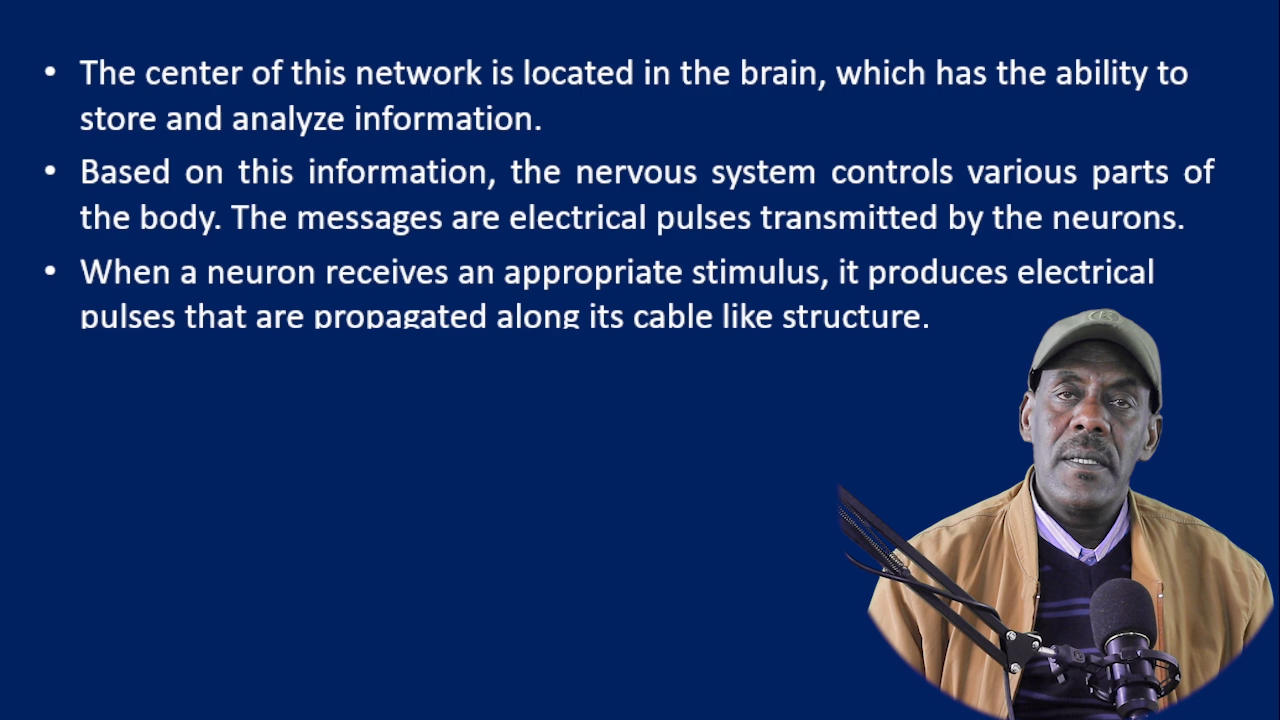 • The center of this network is located in the brain, which has the ability to
store and analyze information.
• Based on this information, the nervous system controls various parts of
the body. The messages are electrical pulses transmitted by the neurons.
• When a neuron receives an appropriate stimulus, it produces electrical
pulses that are propagated along its cable like structure.